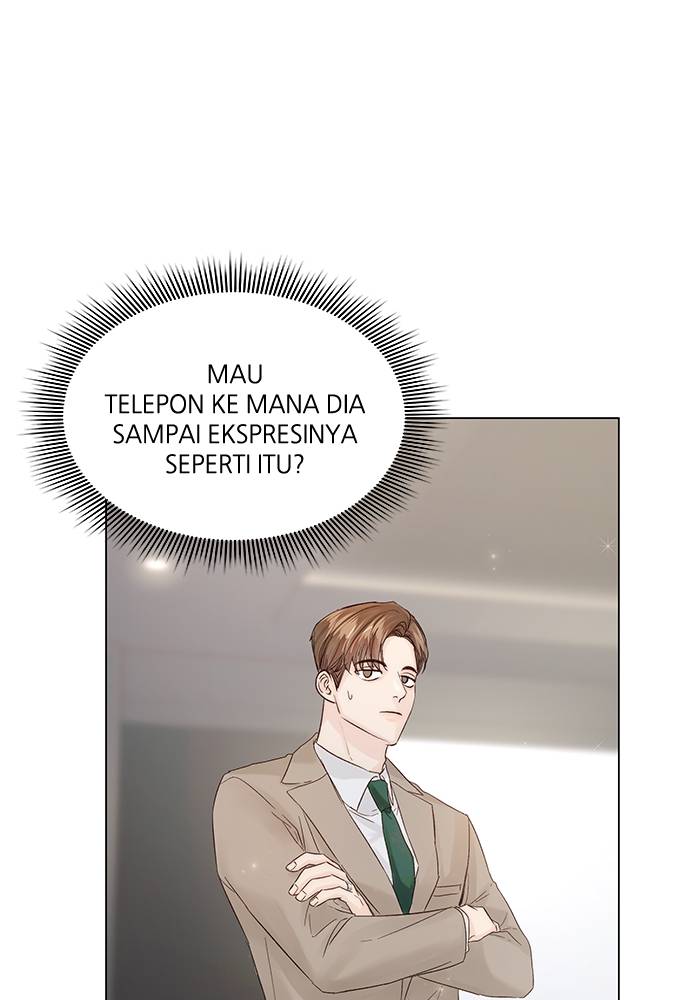 MAU
TELEPON KE MANA DIA
SAMPAI EKSPRESINYA
SEPERTI ITU?